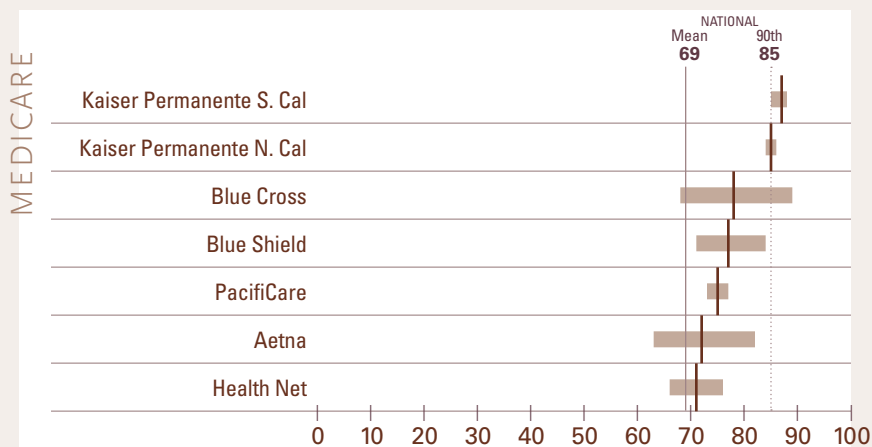 MEDICARE
NATIONAL
Mean 90th
69 85
Kaiser Permanente S. Cal
Kaiser Permanente N. Cal
Blue Cross
Blue Shield
PacifiCare
Aetna
Health Net
0 10 20 30 40 50 60 70 80 90 100